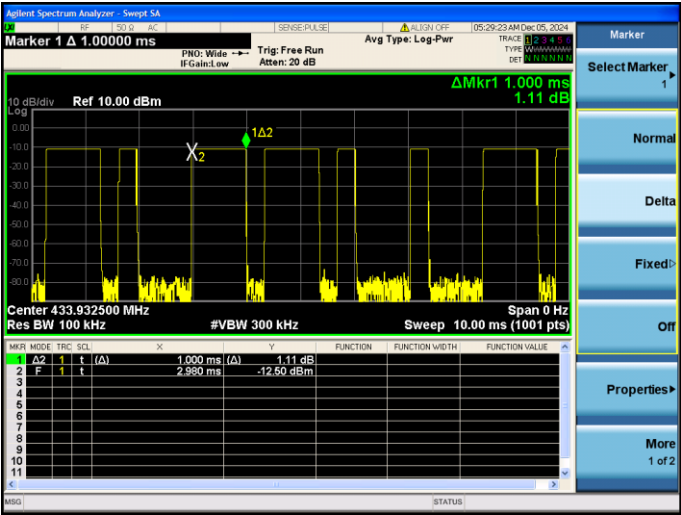 Agilent Spectrum Analyzer - Swept SA
RF 50 Ω AC SENSE:PULSE ALIGN OFF 05:29:23 AM Dec 05, 2024
Marker 1 Δ 1.00000 ms
PNO: Wide
IFGain:Low
Trig: Free Run
Atten: 20 dB
Avg Type: Log-Pwr
TRACE 1 2 3 4 5 6
TYPE
DET N N N N N N
ΔMkr1 1.000 ms
1.11 dB
10 dB/div Ref 10.00 dBm
Log
0.00
-10.0
-20.0
-30.0
-40.0
-50.0
-60.0
-70.0
-80.0
1Δ2
X2
Center 433.932500 MHz
Span 0 Hz
Res BW 100 kHz #VBW 300 kHz Sweep 10.00 ms (1001 pts)
MKR MODE TRC SCL X Y FUNCTION FUNCTION WIDTH FUNCTION VALUE
1 Δ2 1 t (Δ) 1.000 ms (Δ) 1.11 dB
2 F 1 t 2.980 ms -12.50 dBm
3
4
5
6
7
8
9
10
11
MSG STATUS
Marker
Select Marker
1
Normal
Delta
Fixed
Off
Properties
More
1 of 2